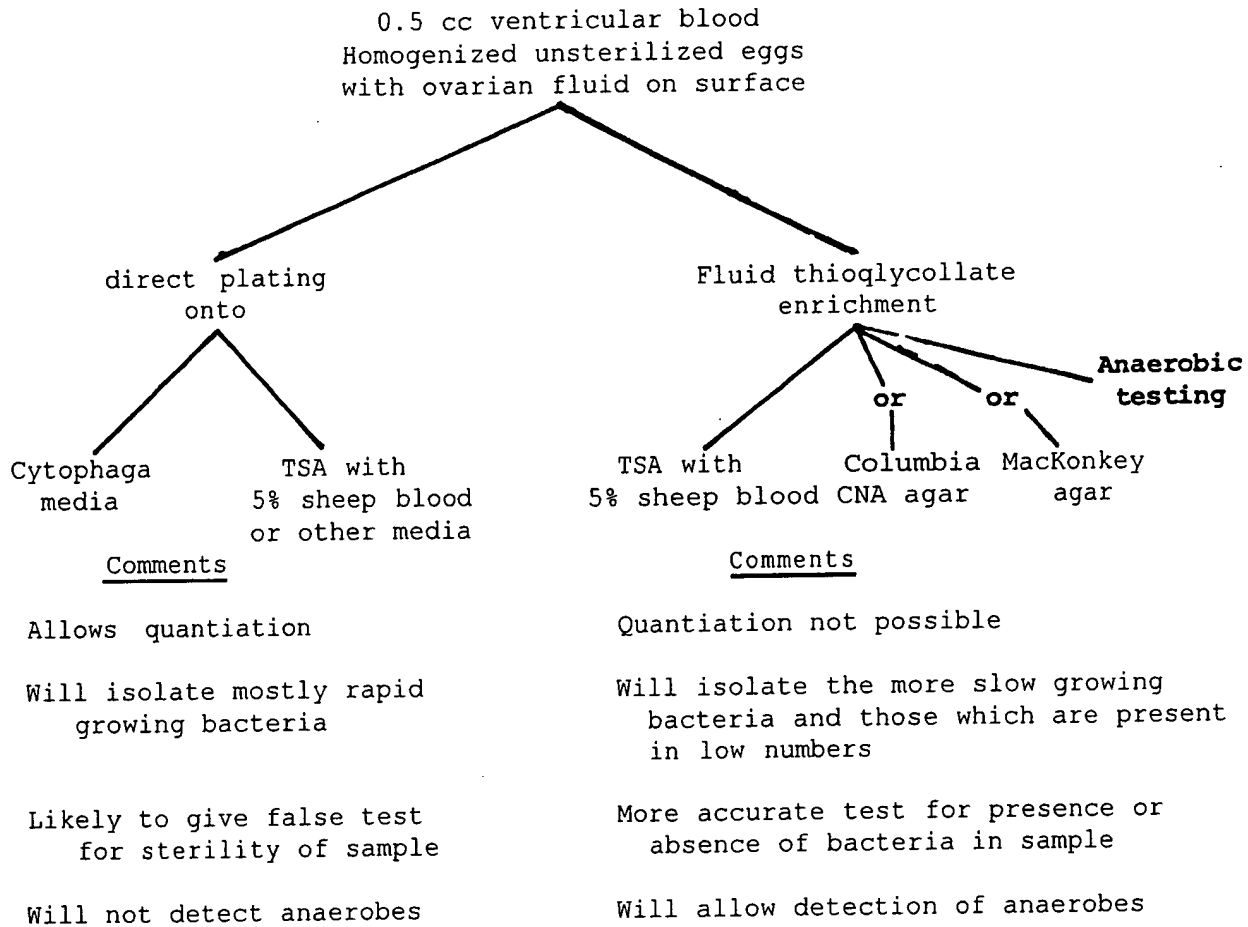 0.5 cc ventricular blood
Homogenized unsterilized eggs
with ovarian fluid on surface
direct plating
onto
Fluid thioqlycollate
enrichment
Anaerobic
testing
or
or
Cytophaga
media
TSA with
5% sheep blood
or other media
TSA with
5% sheep blood
Columbia
CNA agar
MacKonkey
agar
Comments
Allows quantiation
Will isolate mostly rapid
growing bacteria
Likely to give false test
for sterility of sample
Will not detect anaerobes
Comments
Quantiation not possible
Will isolate the more slow growing
bacteria and those which are present
in low numbers
More accurate test for presence or
absence of bacteria in sample
Will allow detection of anaerobes